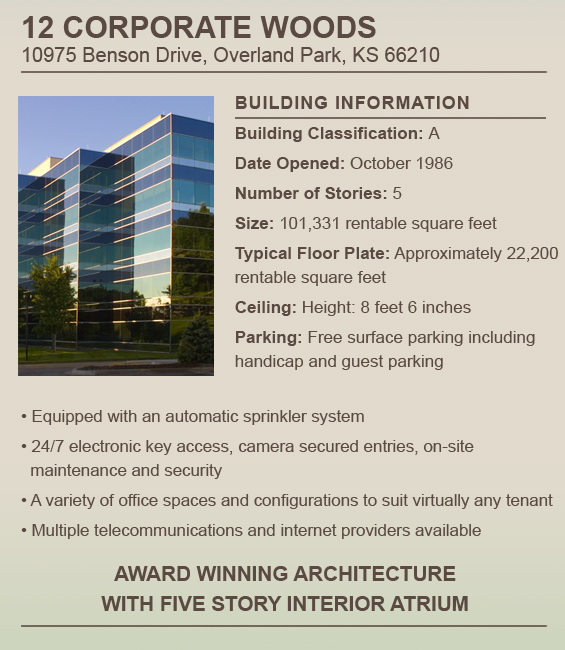 12 CORPORATE WOODS
10975 Benson Drive, Overland Park, KS 66210
BUILDING INFORMATION
Building Classification: A
Date Opened: October 1986
Number of Stories: 5
Size: 101,331 rentable square feet
Typical Floor Plate: Approximately 22,200
rentable square feet
Ceiling: Height: 8 feet 6 inches
Parking: Free surface parking including
handicap and guest parking
• Equipped with an automatic sprinkler system
• 24/7 electronic key access, camera secured entries, on-site
maintenance and security
• A variety of office spaces and configurations to suit virtually any tenant
• Multiple telecommunications and internet providers available
AWARD WINNING ARCHITECTURE
WITH FIVE STORY INTERIOR ATRIUM